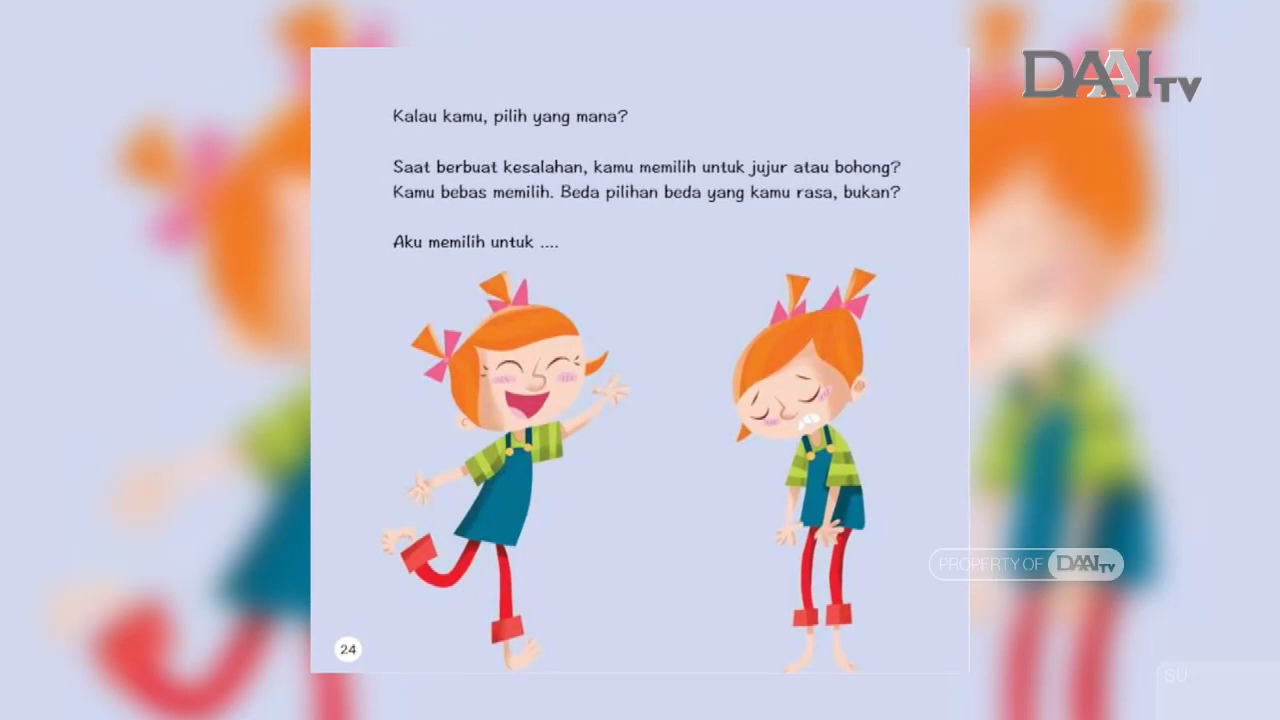 DAAI TV
Kalau kamu, pilih yang mana?
Saat berbuat kesalahan, kamu memilih untuk jujur atau bohong?
Kamu bebas memilih. Beda pilihan beda yang kamu rasa, bukan?
Aku memilih untuk ....
PROPERTY OF DAAI TV
24
SU